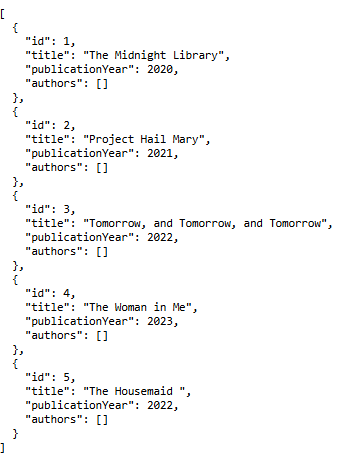 [
  {
    "id": 1,
    "title": "The Midnight Library",
    "publicationYear": 2020,
    "authors": []
  },
  {
    "id": 2,
    "title": "Project Hail Mary",
    "publicationYear": 2021,
    "authors": []
  },
  {
    "id": 3,
    "title": "Tomorrow, and Tomorrow, and Tomorrow",
    "publicationYear": 2022,
    "authors": []
  },
  {
    "id": 4,
    "title": "The Woman in Me",
    "publicationYear": 2023,
    "authors": []
  },
  {
    "id": 5,
    "title": "The Housemaid ",
    "publicationYear": 2022,
    "authors": []
  }
]